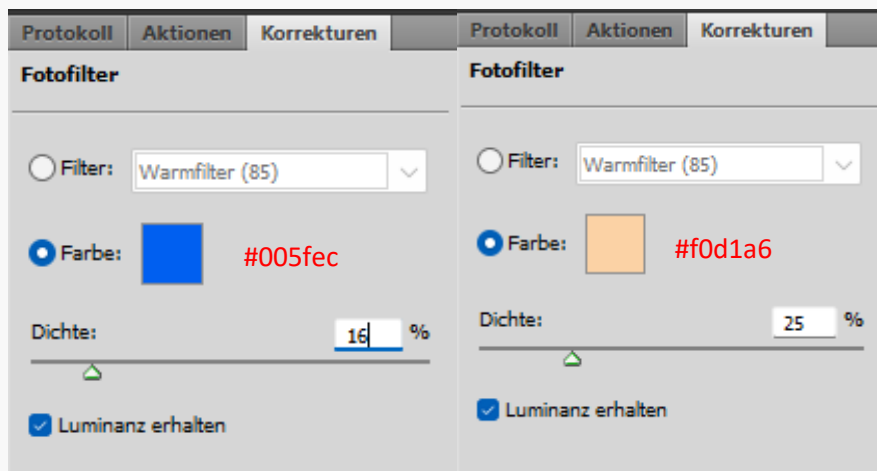 Protokoll Aktionen Korrekturen
Fotofilter
Filter: Warmfilter (85)
Farbe: #005fec
Dichte: 16 %
Luminanz erhalten
Protokoll Aktionen Korrekturen
Fotofilter
Filter: Warmfilter (85)
Farbe: #f0d1a6
Dichte: 25 %
Luminanz erhalten